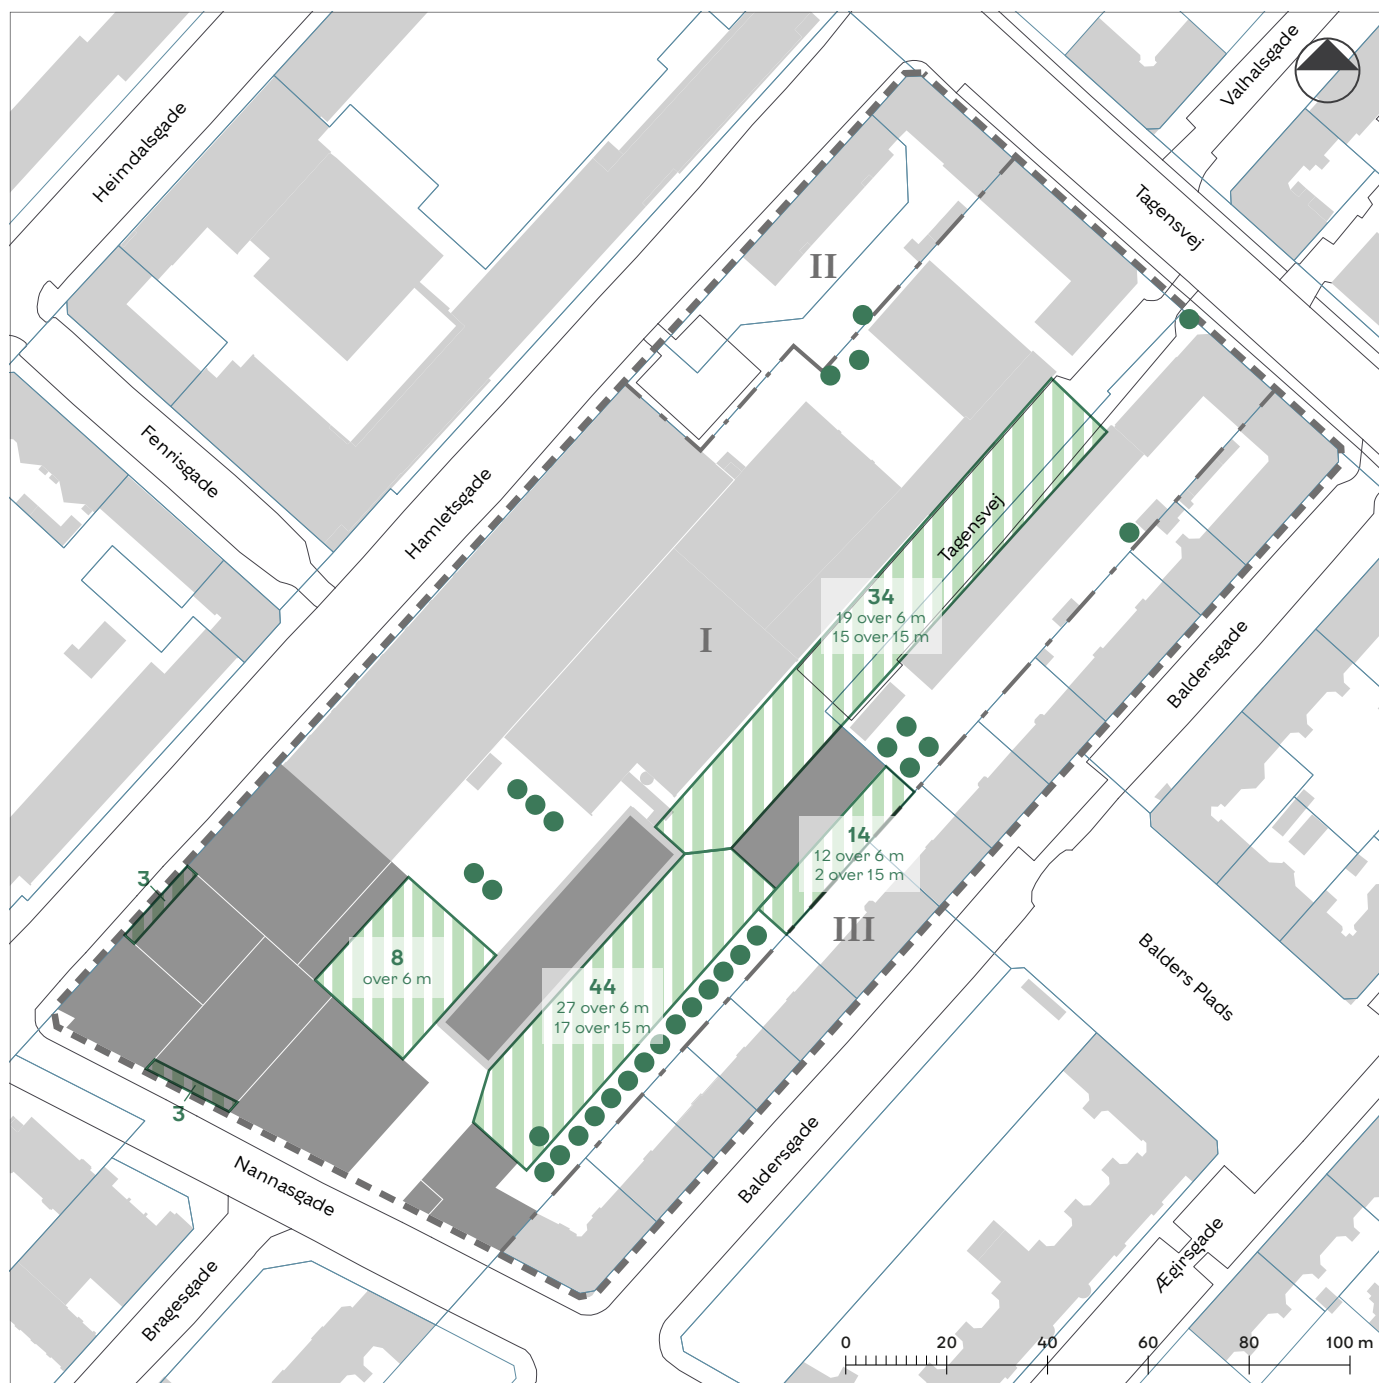 Heimdalsgade
Valhalsgade
Tagensvej
II
Fenrisgade
Hamletsgade
Tagensvej
34
19 over 6 m
15 over 15 m
I
Baldersgade
14
12 over 6 m
2 over 15 m
3
III
8
over 6 m
44
27 over 6 m
17 over 15 m
Balders Plads
3
Nannasgade
Baldersgade
Bragesgade
Ægirsgade
0 20 40 60 80 100 m